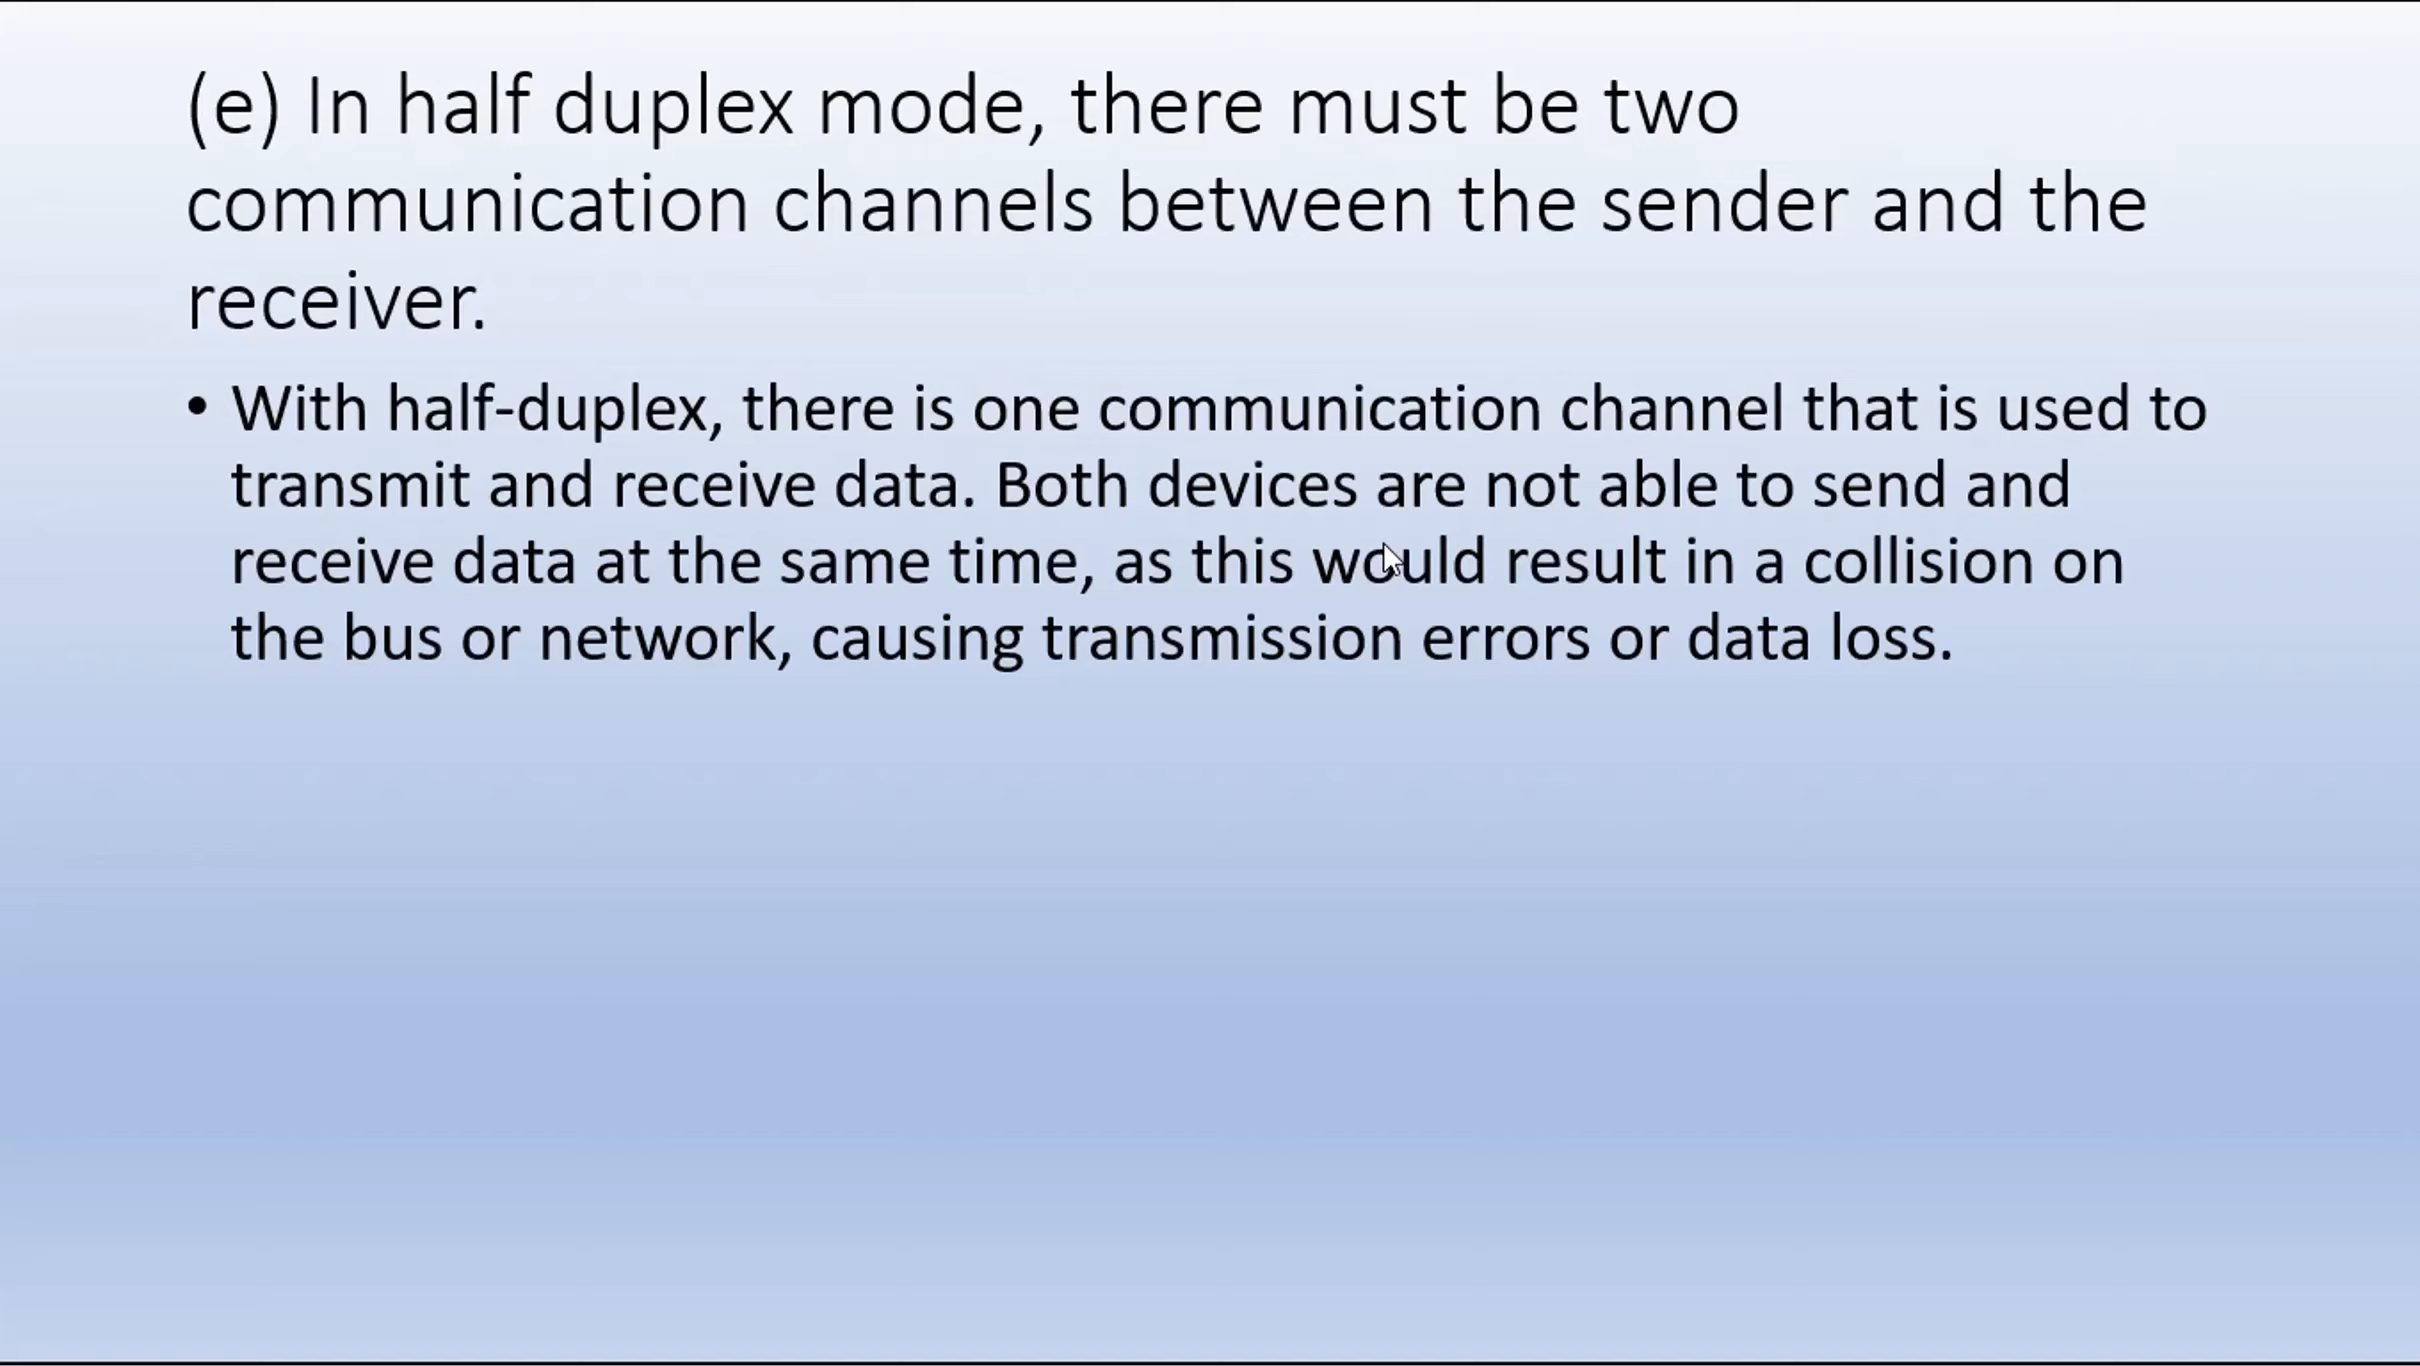 (e) In half duplex mode, there must be two
communication channels between the sender and the
receiver.
• With half-duplex, there is one communication channel that is used to
transmit and receive data. Both devices are not able to send and
receive data at the same time, as this would result in a collision on
the bus or network, causing transmission errors or data loss.